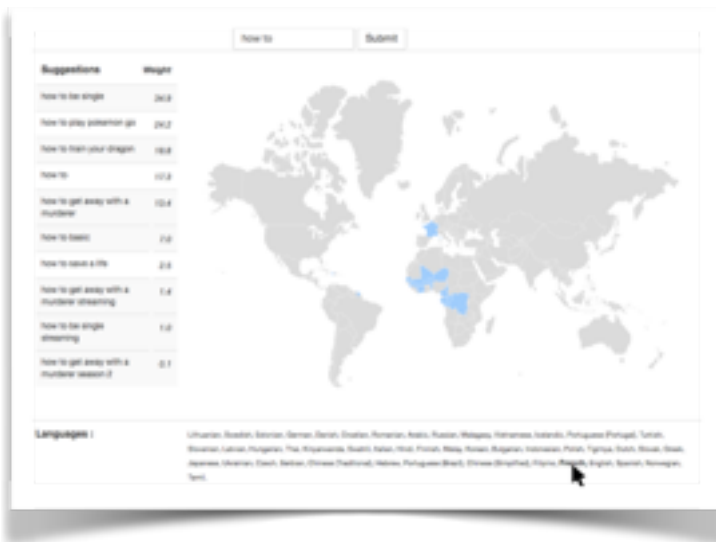 how to Submit
Suggestions Weight
how to be single
how to play pokemon go 24.2
how to train your dragon
how to 17.3
how to get away with a
murderer 10.4
how to basic 7.0
how to save a life 2.5
how to get away with a
murderer streaming 1.4
how to be single
streaming 1.0
how to get away with a
murderer season 2 0.1
Languages :
Lithuanian, Swedish, Estonian, German, Danish, Croatian, Romanian, Arabic, Russian, Malagasy, Vietnamese, Icelandic, Portuguese (Portugal), Turkish,
Slovenian, Latvian, Hungarian, Thai, Kinyarwanda, Swahili, Italian, Hindi, Finnish, Malay, Korean, Bulgarian, Indonesian, Polish, Tigrinya, Dutch, Slovak, Greek,
Japanese, Ukrainian, Czech, Serbian, Chinese (Traditional), Hebrew, Portuguese (Brazil), Chinese (Simplified), Filipino, French, English, Spanish, Norwegian,
Tamil,